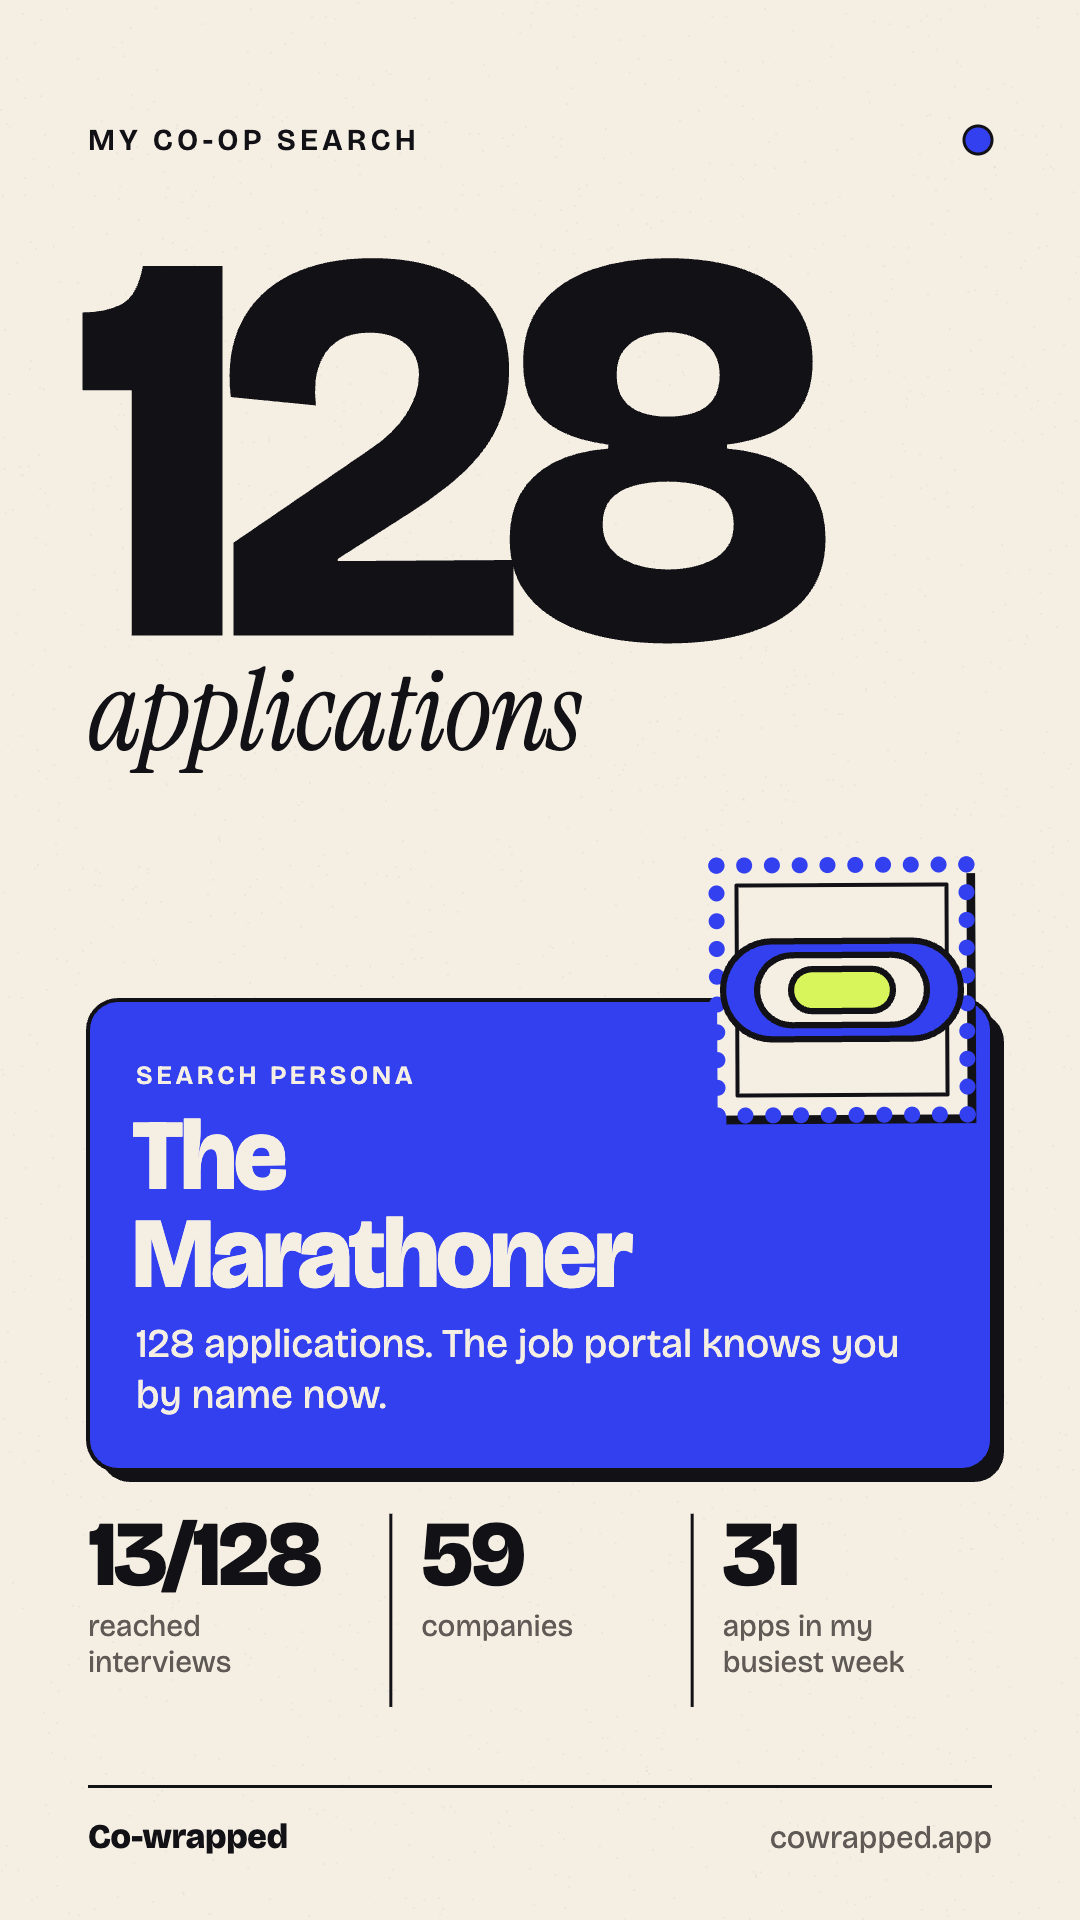 MY CO-OP SEARCH
128
applications
SEARCH PERSONA
The
Marathoner
128 applications. The job portal knows you
by name now.
13/128
reached
interviews
59
companies
31
apps in my
busiest week
Co-wrapped
cowrapped.app